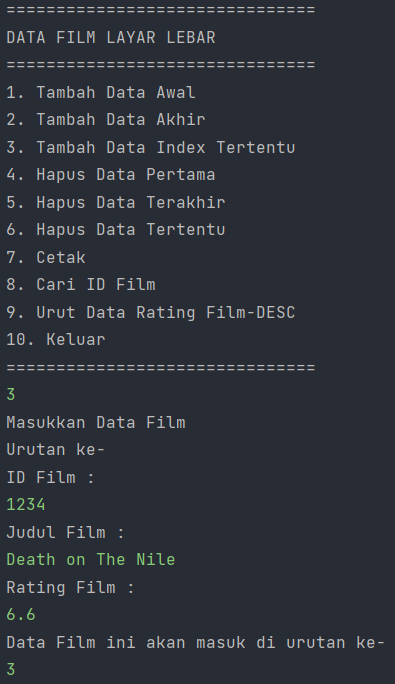 ===============================
DATA FILM LAYAR LEBAR
===============================
1. Tambah Data Awal
2. Tambah Data Akhir
3. Tambah Data Index Tertentu
4. Hapus Data Pertama
5. Hapus Data Terakhir
6. Hapus Data Tertentu
7. Cetak
8. Cari ID Film
9. Urut Data Rating Film-DESC
10. Keluar
===============================
3
Masukkan Data Film
Urutan ke-
ID Film :
1234
Judul Film :
Death on The Nile
Rating Film :
6.6
Data Film ini akan masuk di urutan ke-
3